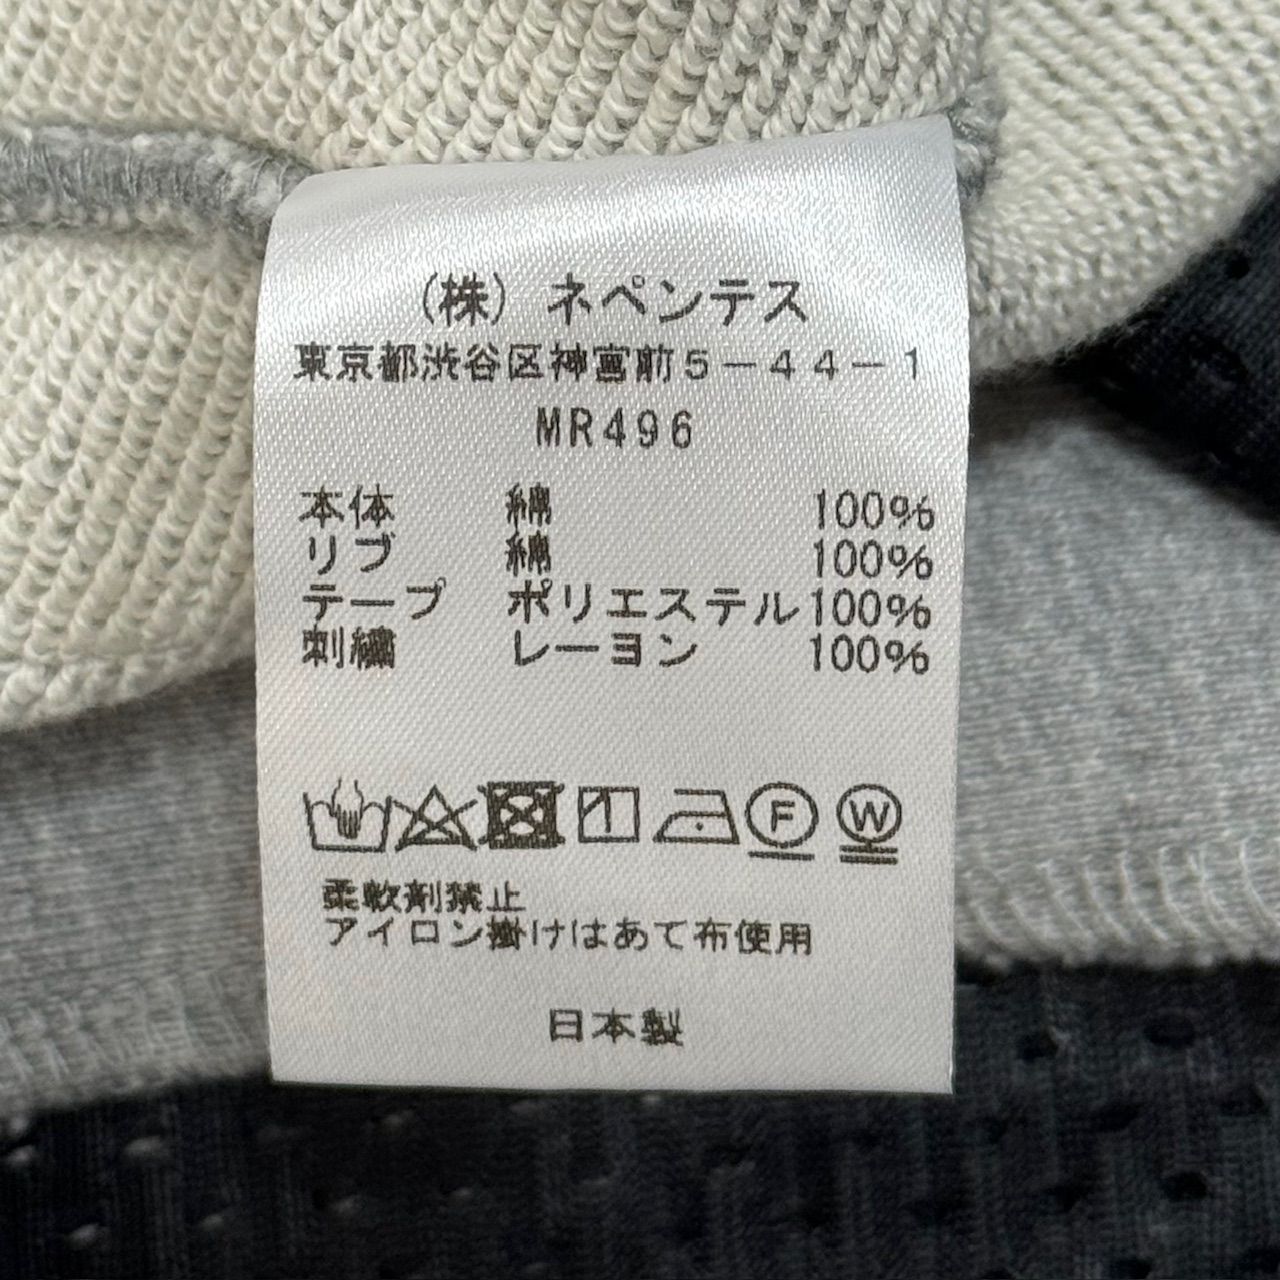 (株) ネペンテス
東京都渋谷区神宮前5-44-1
MR496
本体 綿 100%
リブ 綿 100%
テープ ポリエステル100%
刺繍 レーヨン 100%
F W
柔軟剤禁止
アイロン掛けはあて布使用
日本製